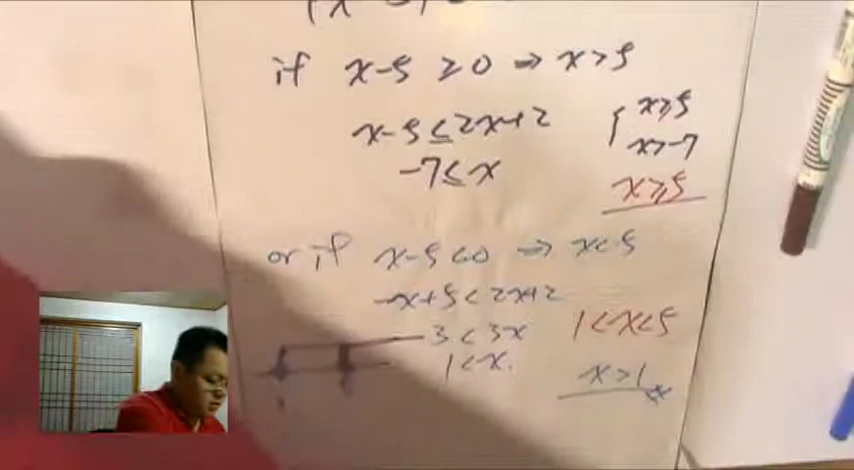 if x-5 ≥ 0 ⇒ x > 5
x-5 ≤ 2x+2 { x ≥ 5
-7 ≤ x x > -7
x ≥ 5
or if x-5 < 0 ⇒ x < 5
-x+5 < 2x+2
3 < 3x 1 < x < 5
1 < x. x > 1